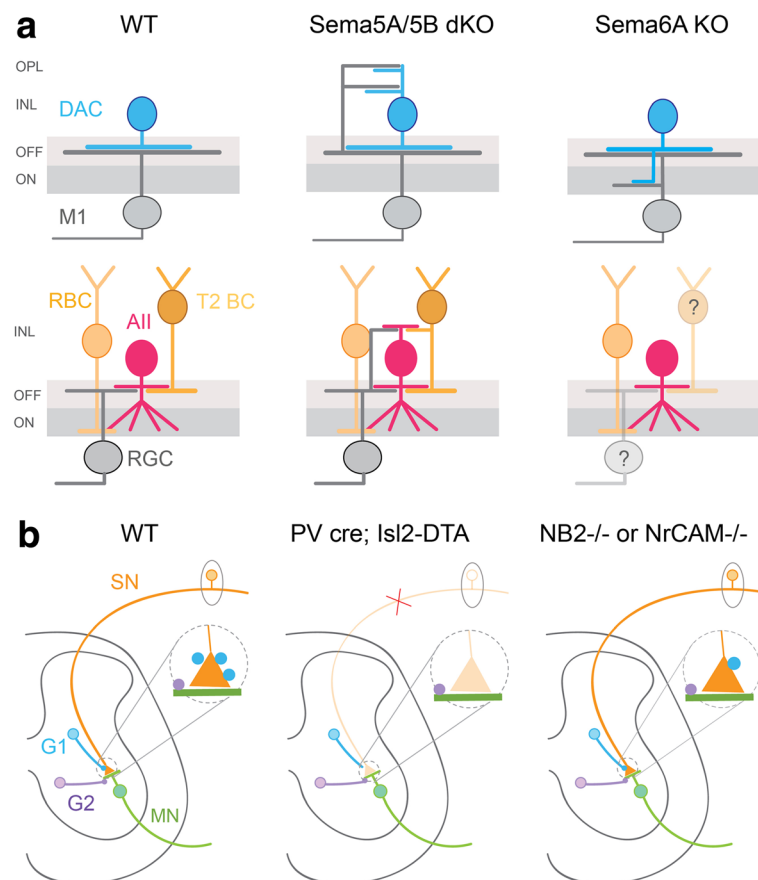 a
WT
Sema5A/5B dKO
Sema6A KO
OPL
INL
DAC
OFF
ON
M1
RBC
T2 BC
AII
INL
OFF
ON
RGC
?
?
b
WT
PV cre; Isl2-DTA
NB2-/- or NrCAM-/-
SN
G1
G2
MN